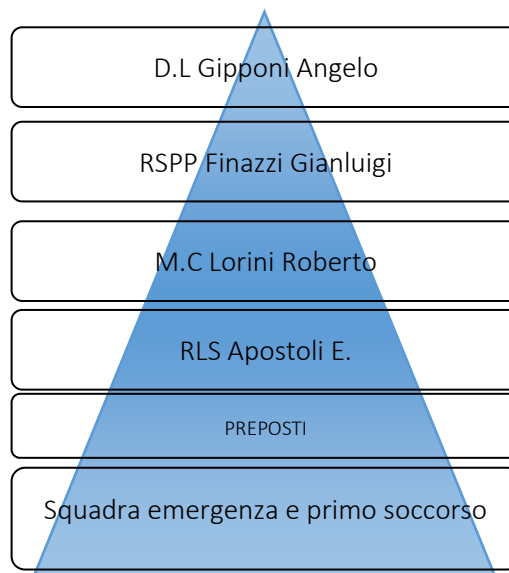 D.L Gipponi Angelo
RSPP Finazzi Gianluigi
M.C Lorini Roberto
RLS Apostoli E.
PREPOSTI
Squadra emergenza e primo soccorso